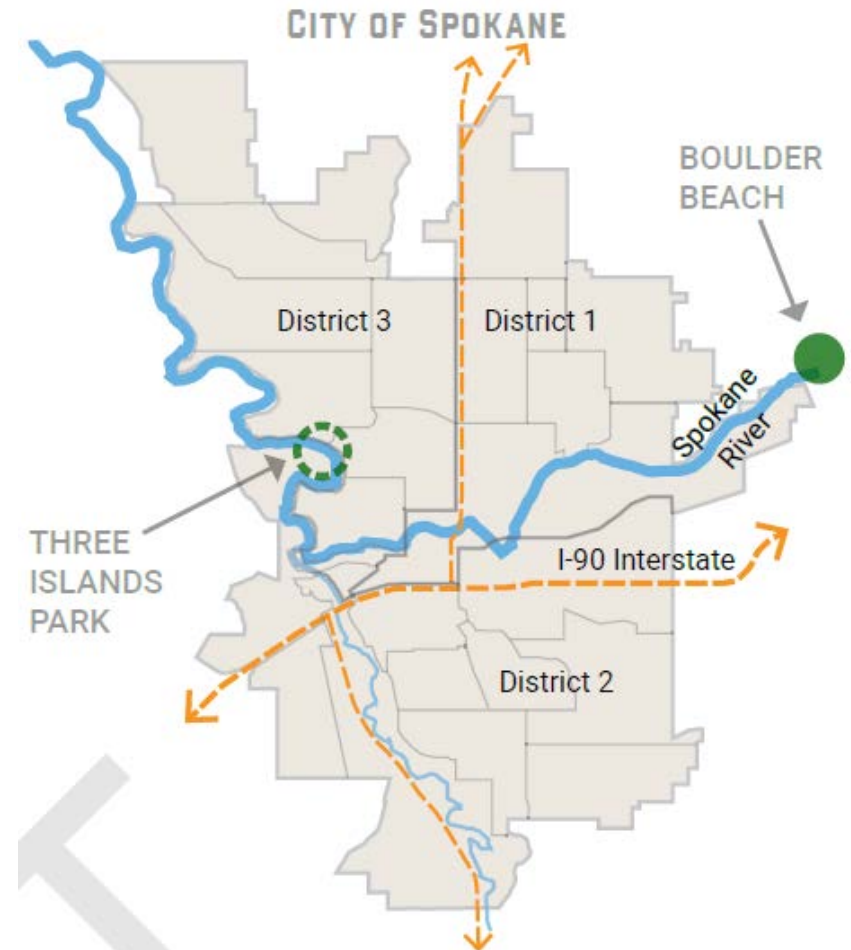 CITY OF SPOKANE
BOULDER
BEACH
District 3
District 1
Spokane
River
THREE
ISLANDS
PARK
I-90 Interstate
District 2